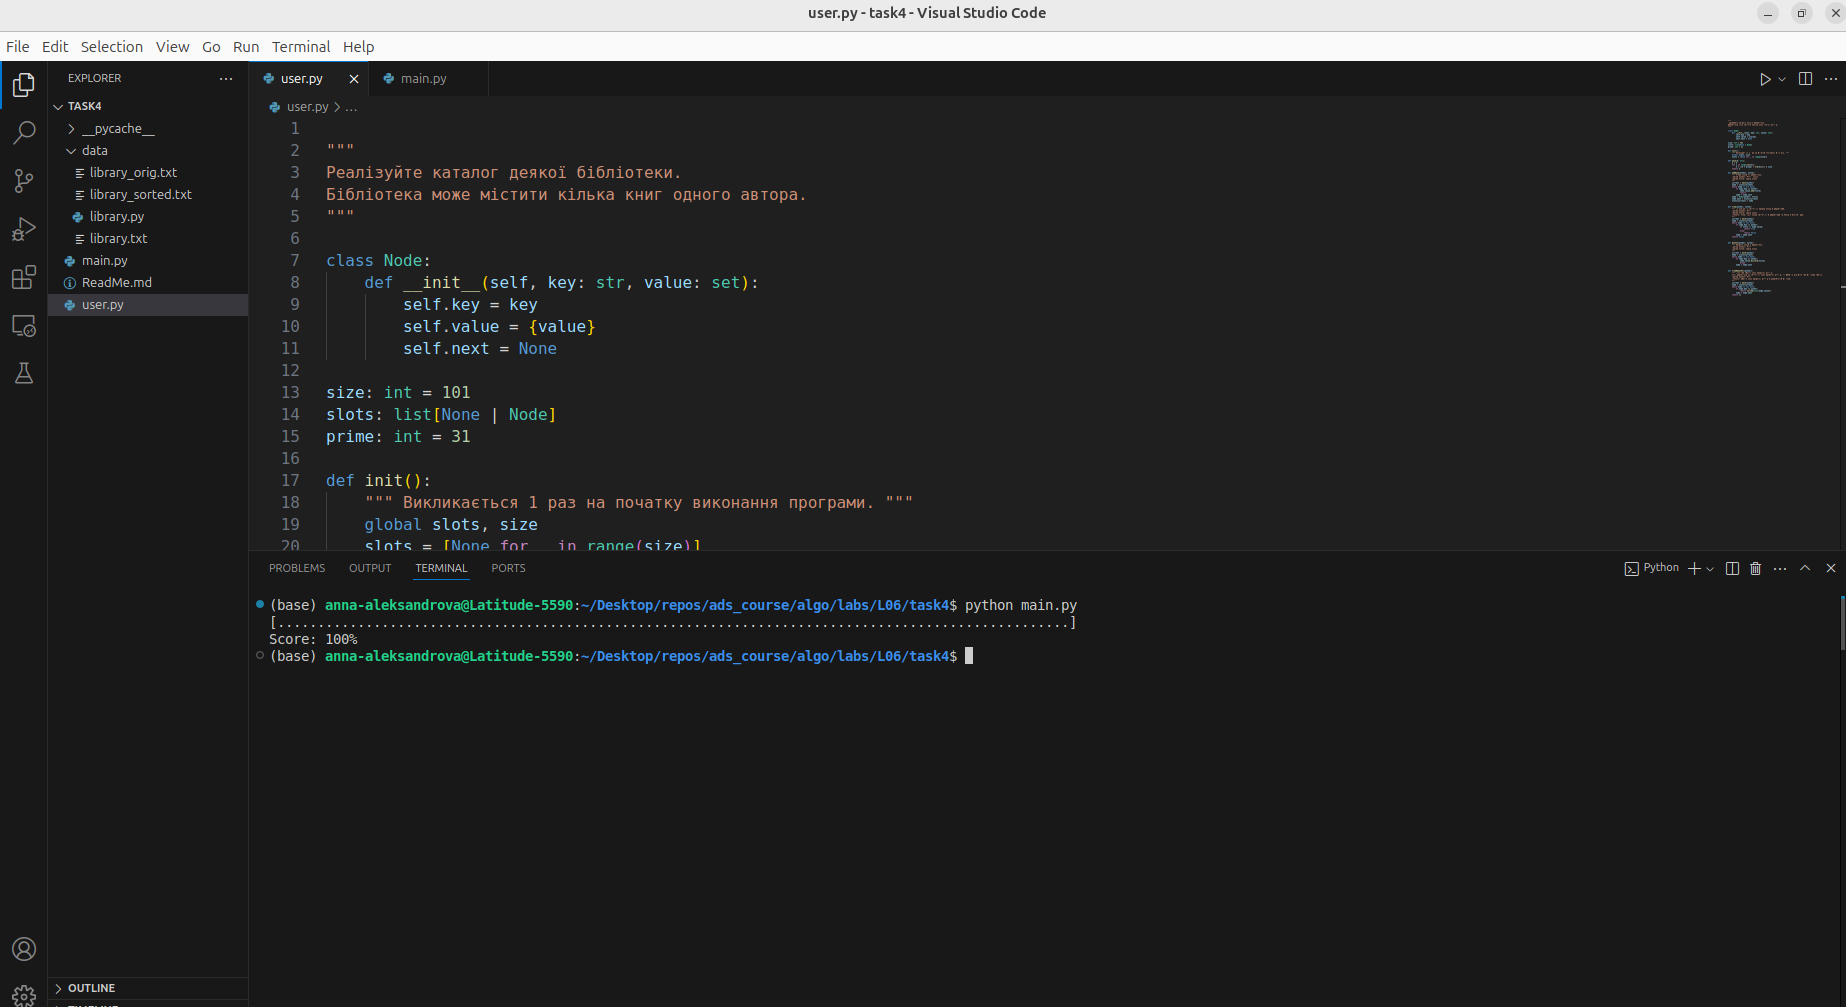 user.py - task4 - Visual Studio Code
File Edit Selection View Go Run Terminal Help
EXPLORER
TASK4
__pycache__
data
library_orig.txt
library_sorted.txt
library.py
library.txt
main.py
ReadMe.md
user.py
OUTLINE
user.py main.py
user.py > ...
1
2 """
3 Реалізуйте каталог деякої бібліотеки.
4 Бібліотека може містити кілька книг одного автора.
5 """
6
7 class Node:
8 def __init__(self, key: str, value: set):
9 self.key = key
10 self.value = {value}
11 self.next = None
12
13 size: int = 101
14 slots: list[None | Node]
15 prime: int = 31
16
17 def init():
18 """ Викликається 1 раз на початку виконання програми. """
19 global slots, size
20 slots = [None for _ in range(size)]
PROBLEMS OUTPUT TERMINAL PORTS
Python
(base) anna-aleksandrova@Latitude-5590:~/Desktop/repos/ads_course/algo/labs/L06/task4$ python main.py
[...................................................................................................]
Score: 100%
(base) anna-aleksandrova@Latitude-5590:~/Desktop/repos/ads_course/algo/labs/L06/task4$